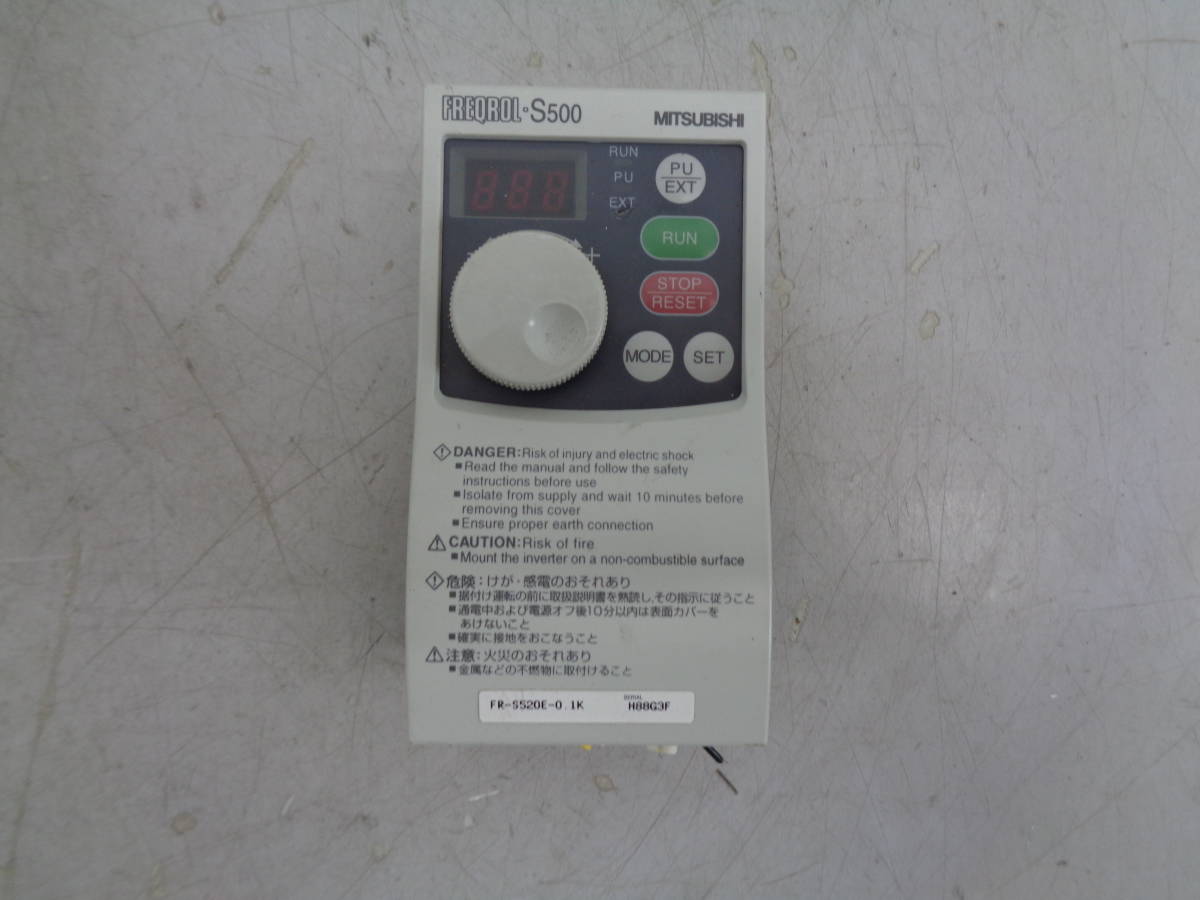 FREQROL-S500
MITSUBISHI
8.8.8
RUN
PU
EXT
PU
EXT
RUN
STOP
RESET
- +
MODE SET
DANGER:Risk of injury and electric shock
■Read the manual and follow the safety
instructions before use
■Isolate from supply and wait 10 minutes before
removing this cover
■Ensure proper earth connection
CAUTION:Risk of fire
■Mount the inverter on a non-combustible surface
危険:けが・感電のおそれあり
■据付け運転の前に取扱説明書を熟読し、その指示に従うこと
■通電中および電源オフ後10分以内は表面カバーを
あけないこと
■確実に接地をおこなうこと
注意:火災のおそれあり
■金属などの不燃物に取付けること
FR-S520E-0.1K
SERIAL
H88G3F